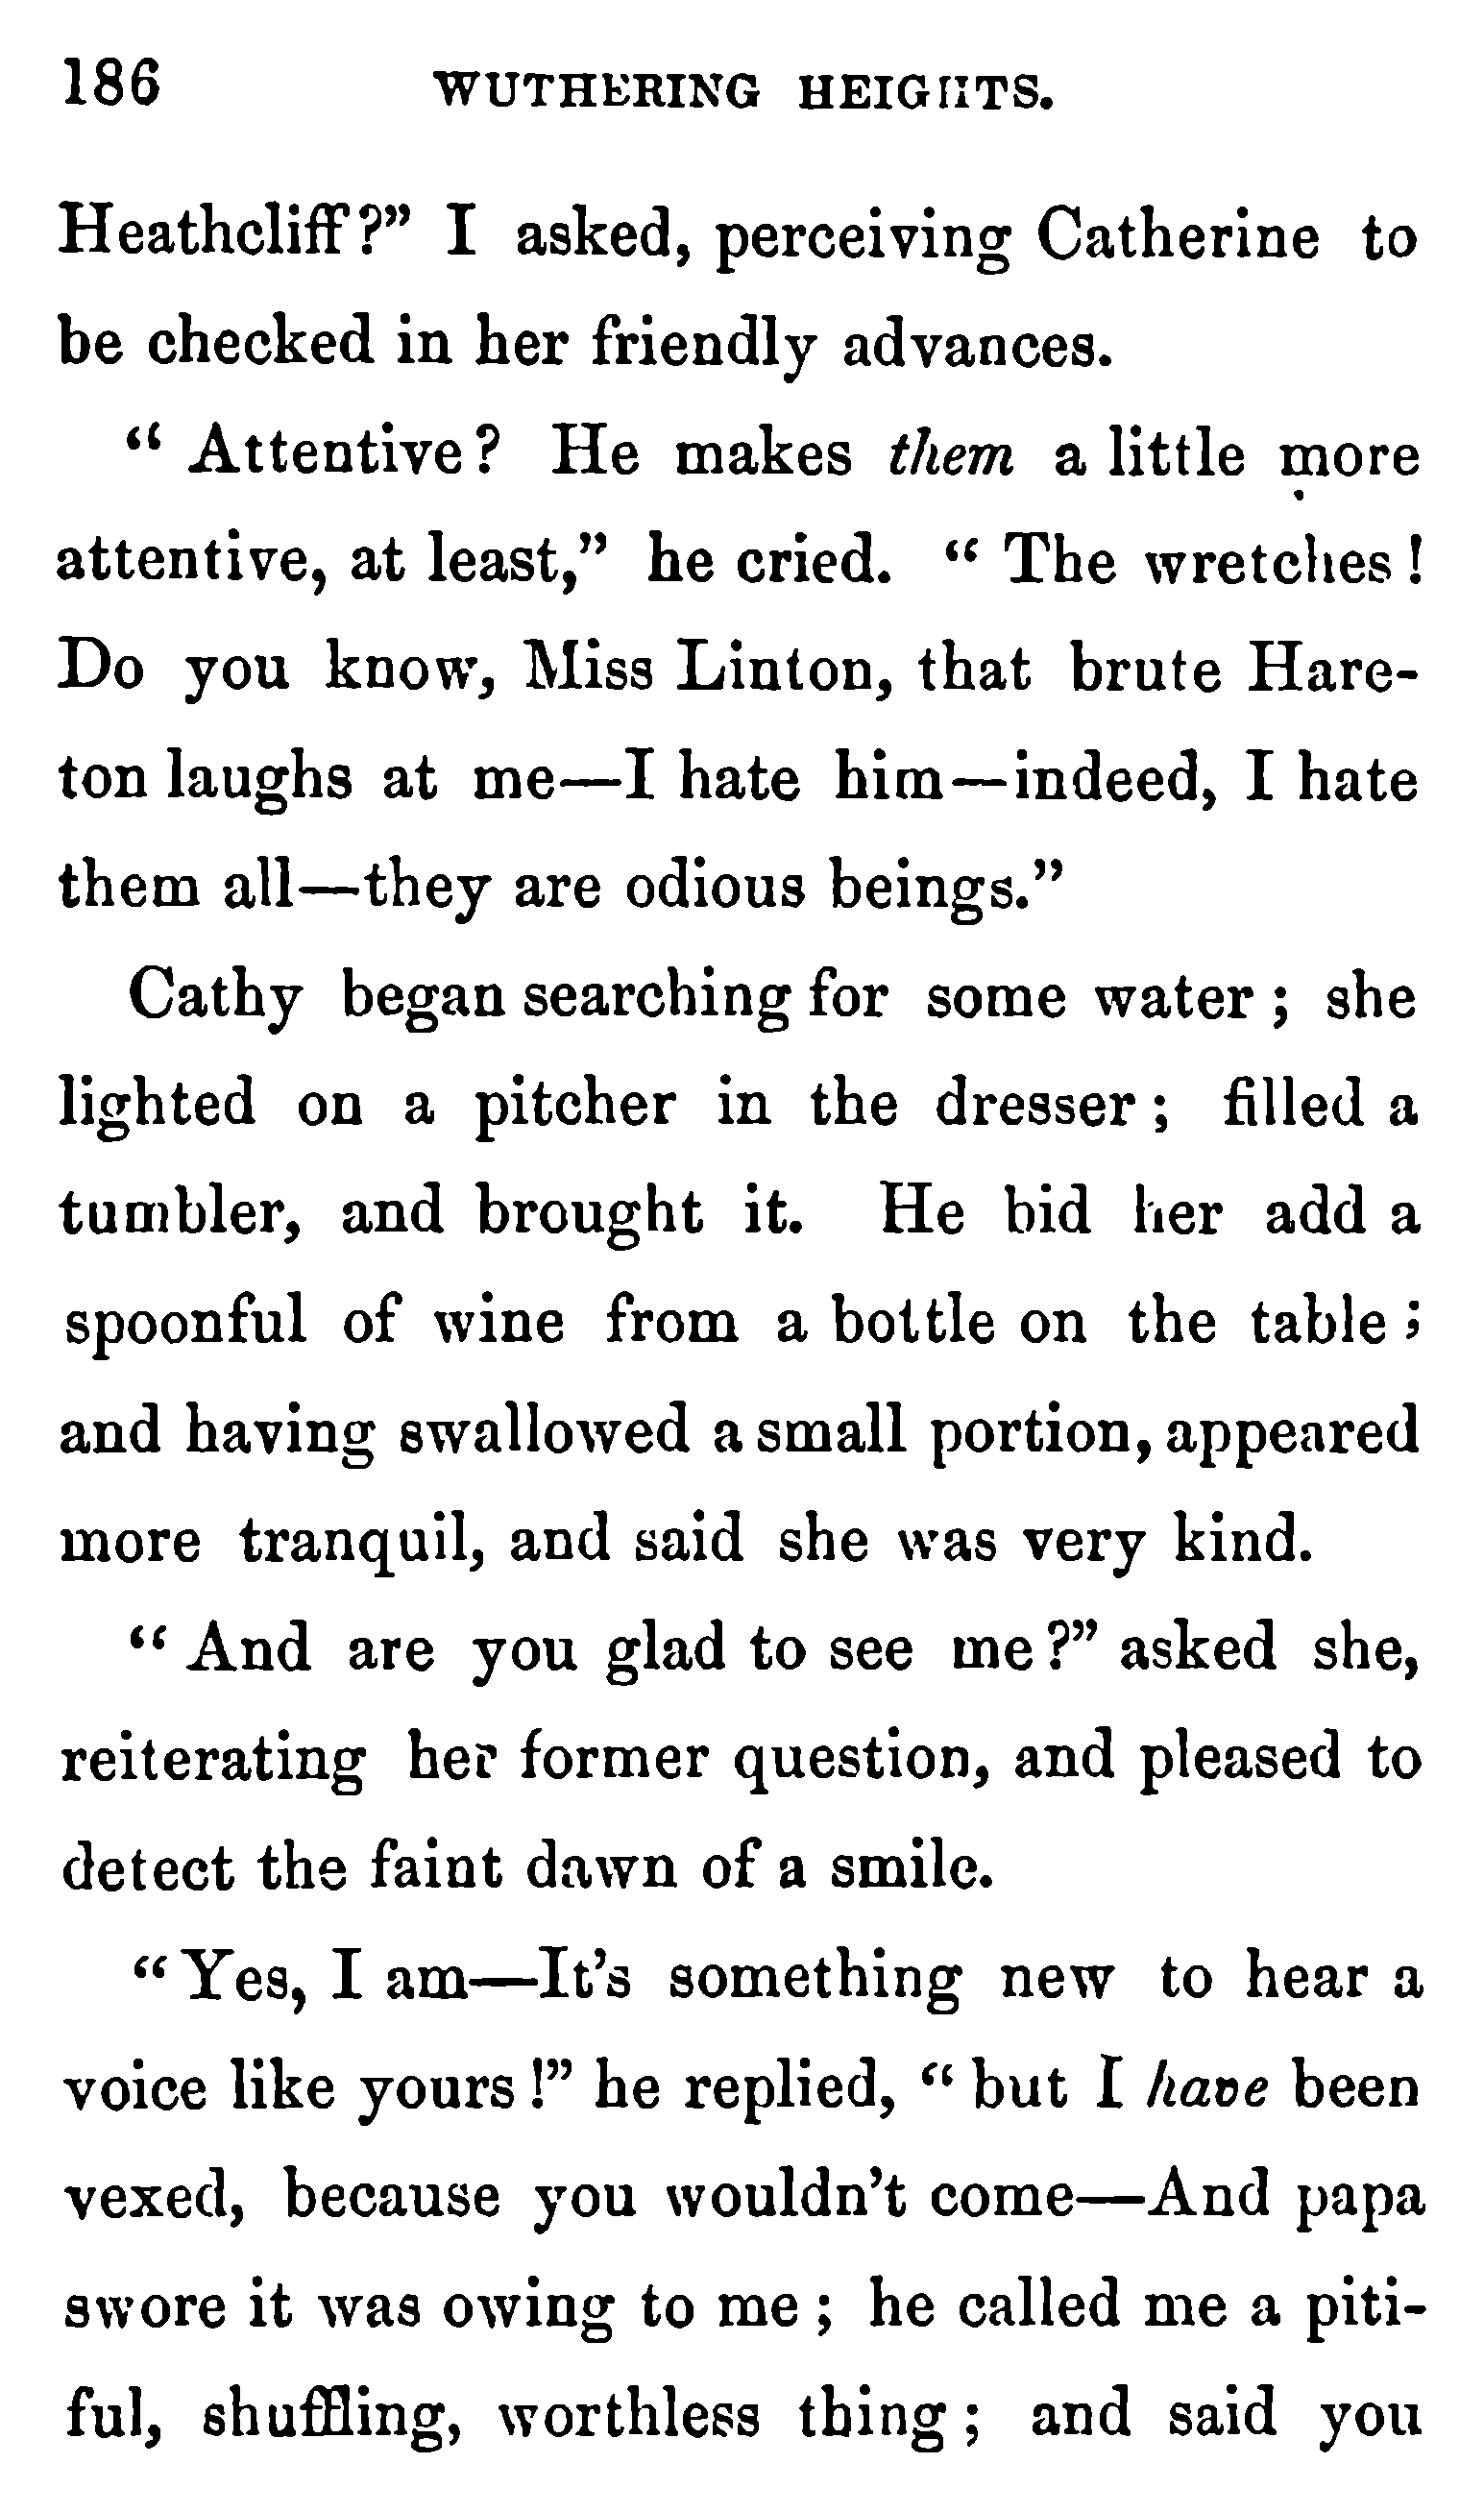 186 WUTHERING HEIGHTS.
Heathcliff?” I asked, perceiving Catherine to
be checked in her friendly advances.
“ Attentive? He makes them a little more
attentive, at least,” he cried. “ The wretches!
Do you know, Miss Linton, that brute Hare-
ton laughs at me—I hate him—indeed, I hate
them all—they are odious beings.”
Cathy began searching for some water; she
lighted on a pitcher in the dresser; filled a
tumbler, and brought it. He bid her add a
spoonful of wine from a bottle on the table;
and having swallowed a small portion, appeared
more tranquil, and said she was very kind.
“ And are you glad to see me?” asked she,
reiterating her former question, and pleased to
detect the faint dawn of a smile.
“ Yes, I am—It’s something new to hear a
voice like yours!” he replied, “ but I have been
vexed, because you wouldn’t come—And papa
swore it was owing to me; he called me a piti-
ful, shuffling, worthless thing; and said you